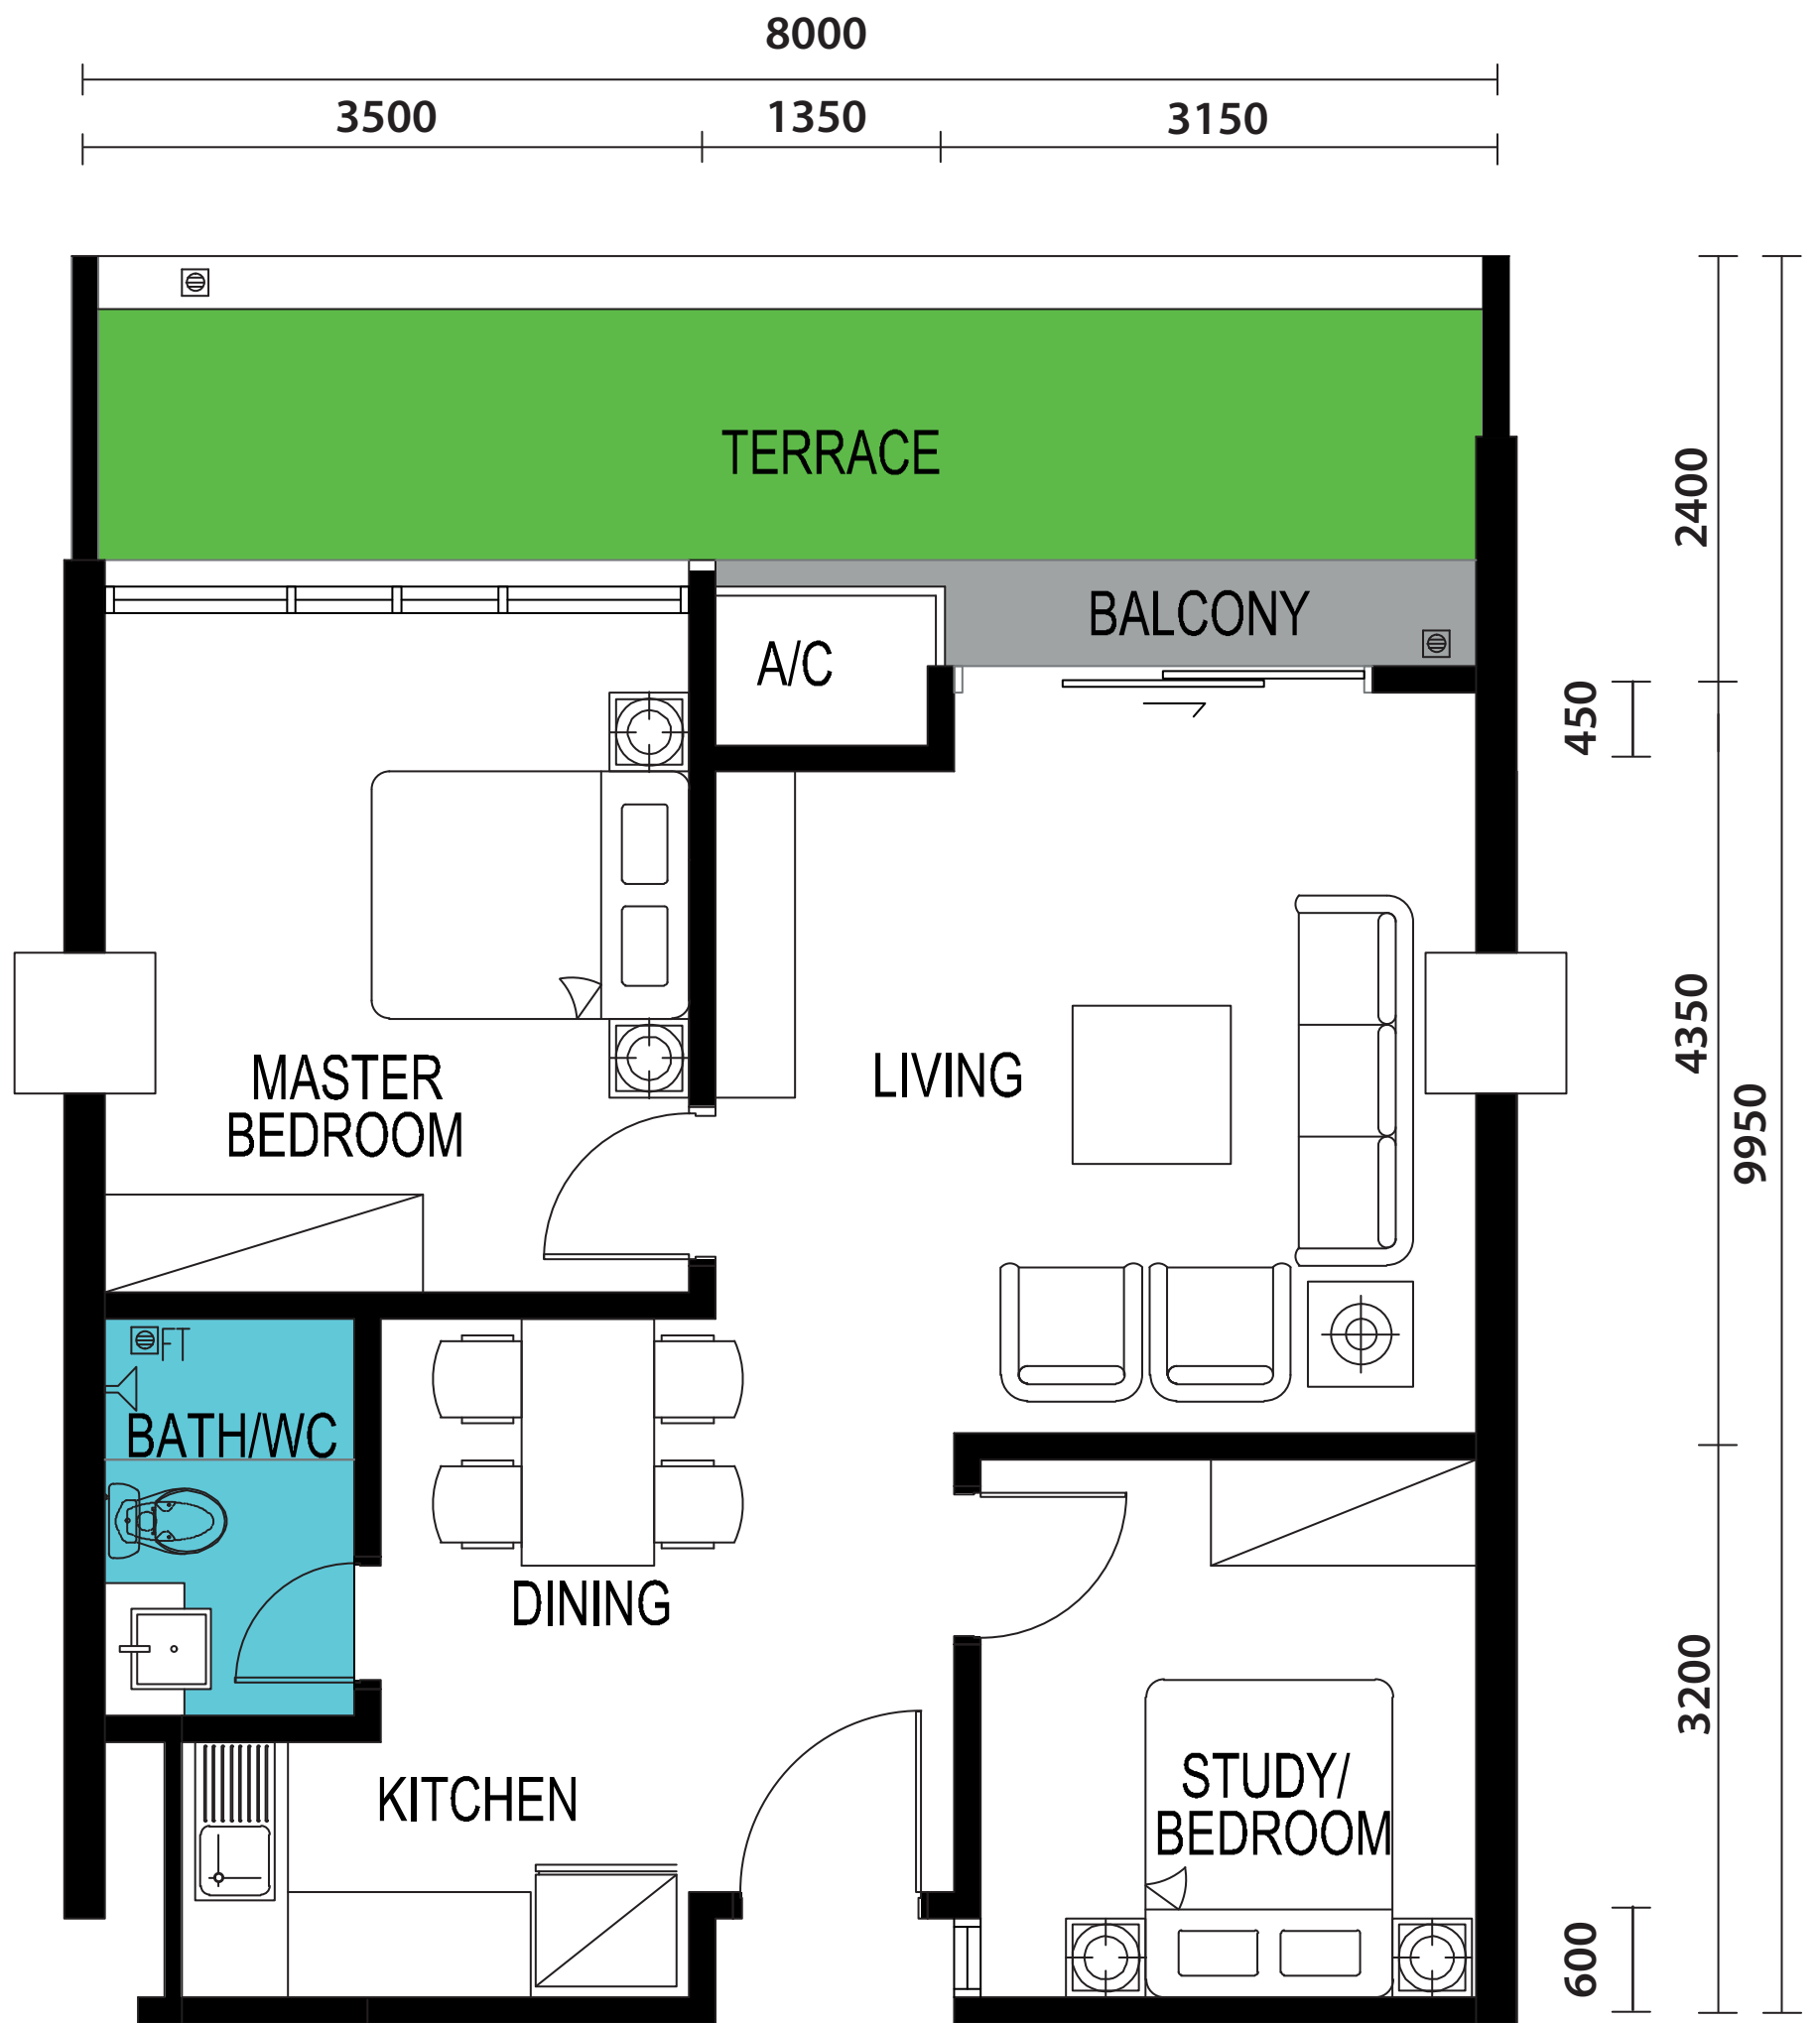 8000
3500 1350 3150
TERRACE
2400
BALCONY
A/C
450
MASTER
BEDROOM
LIVING
4350
9950
FT
BATH/WC
DINING
3200
KITCHEN
STUDY/
BEDROOM
600